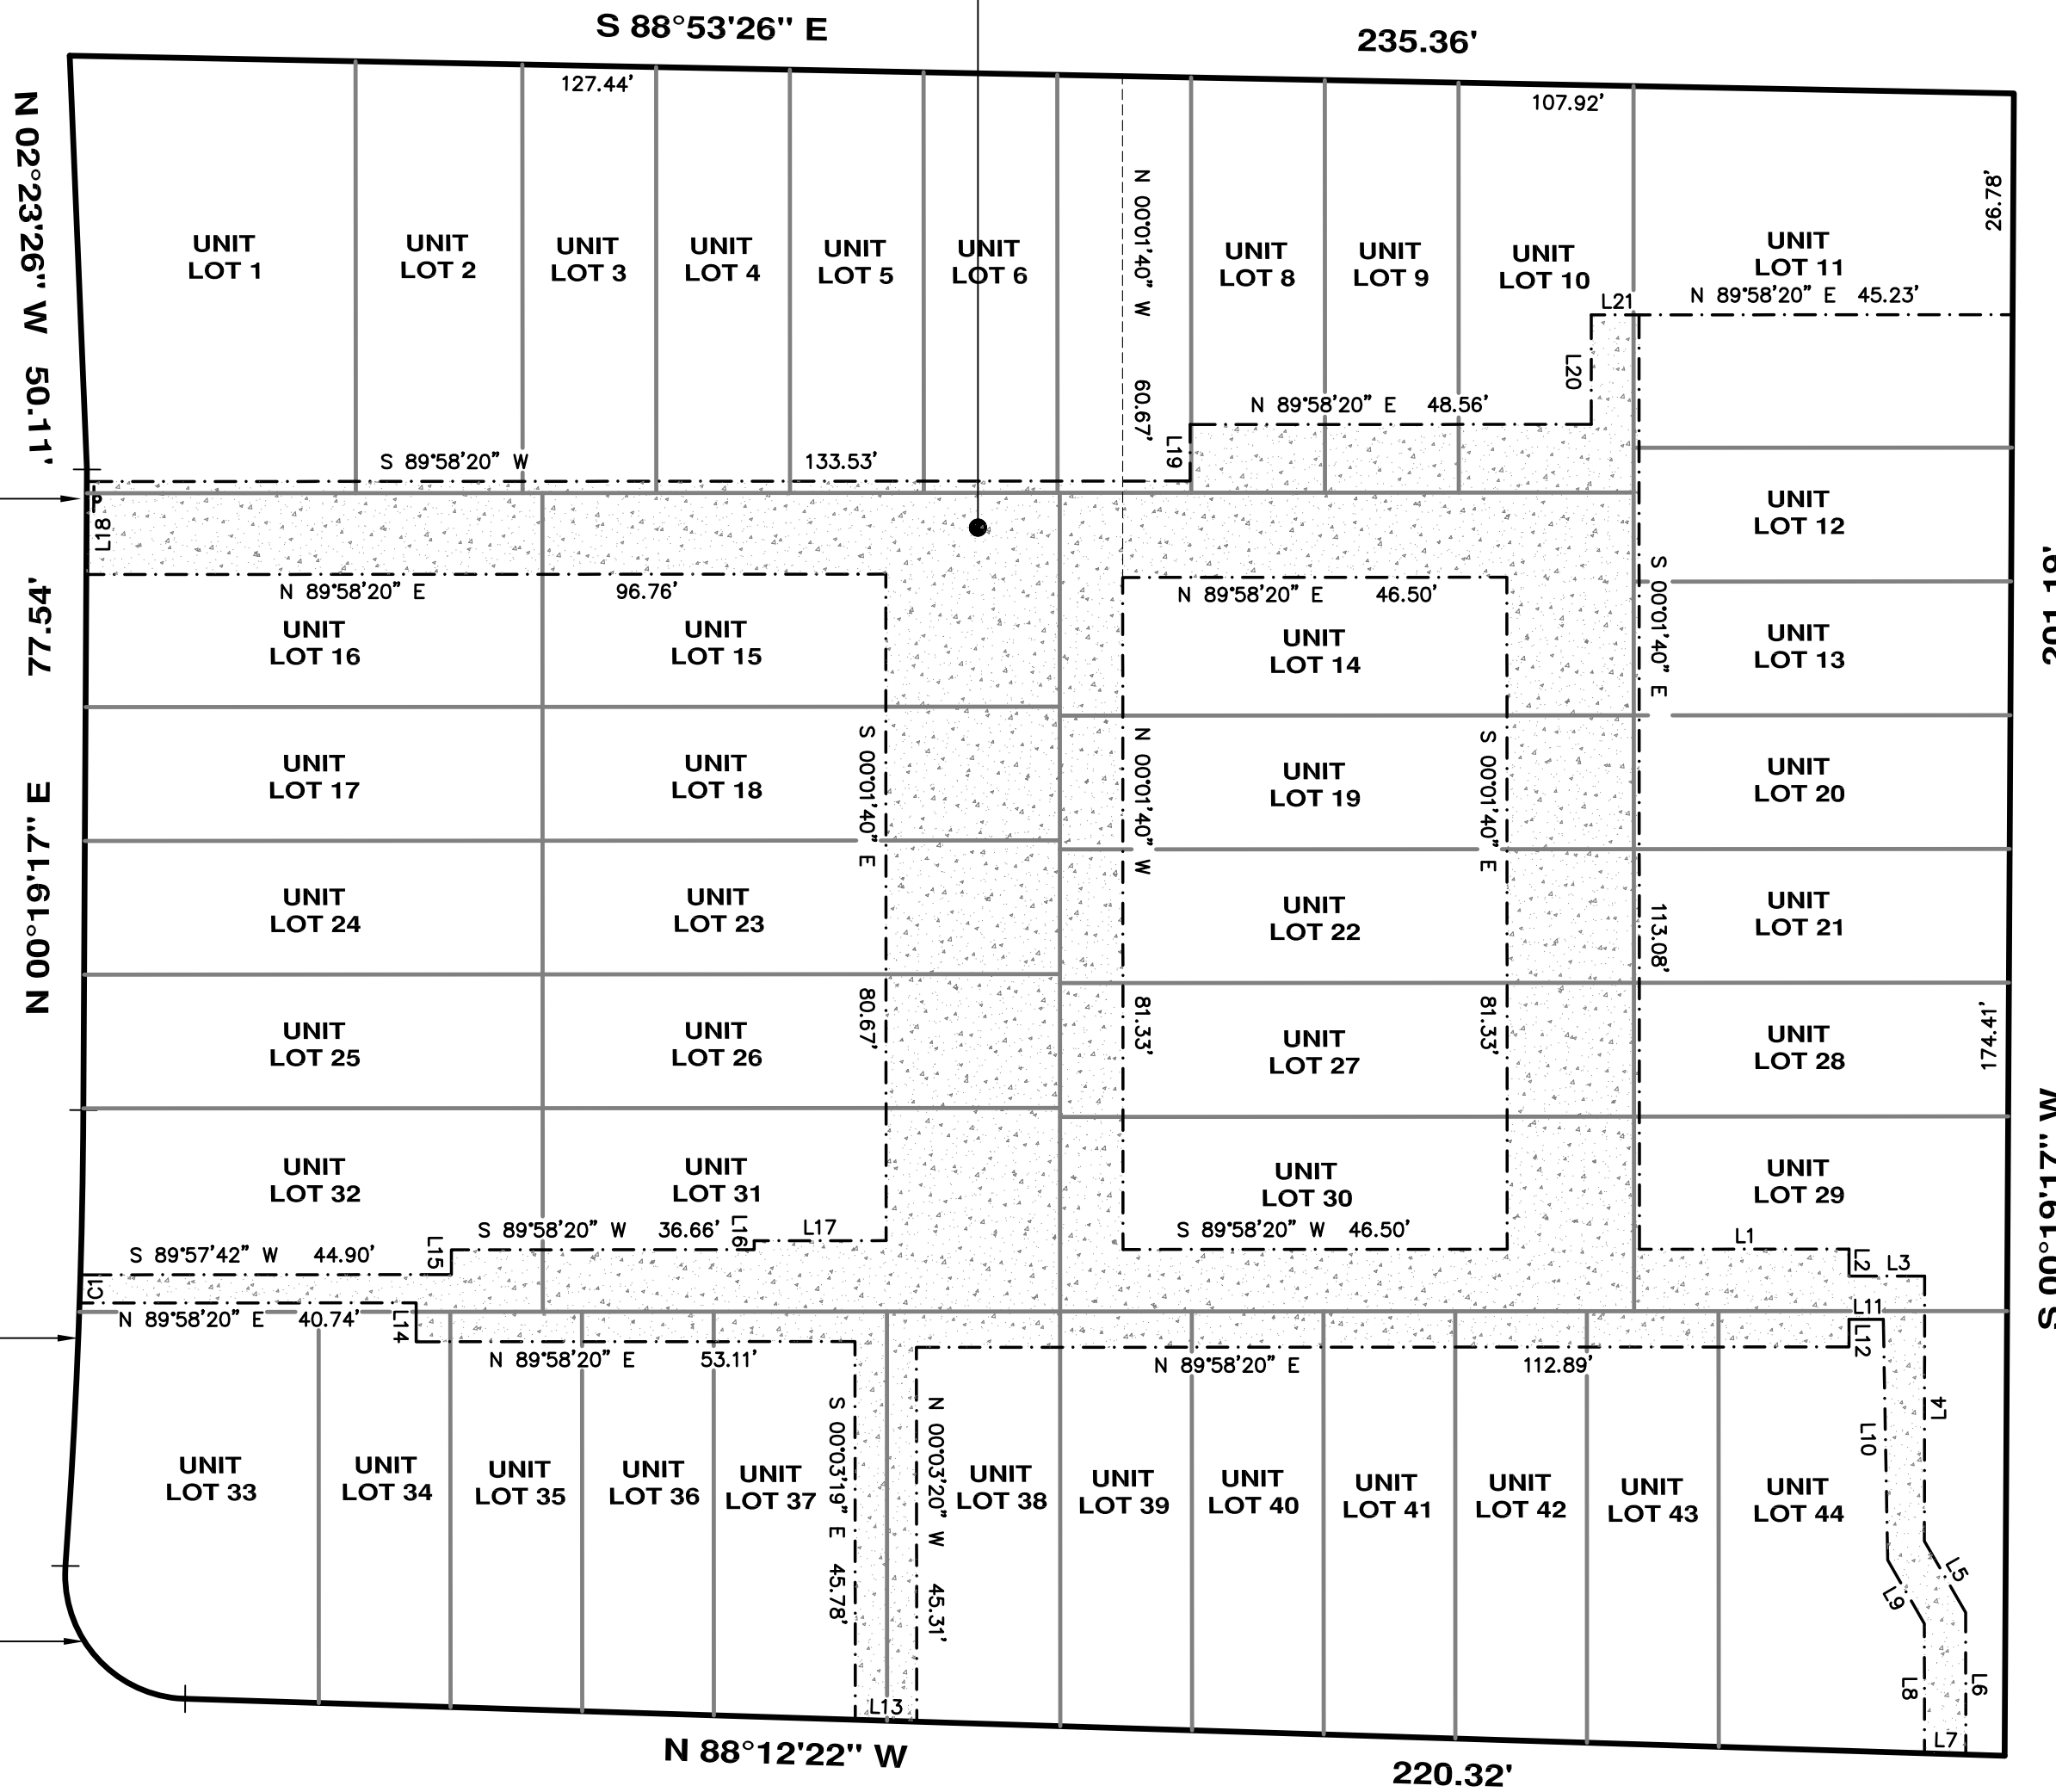 S 88°53'26" E
235.36'
127.44'
107.92'
N 02°23'26" W 50.11'
N 00°01'40" W 60.67'
26.78'
UNIT
LOT 1
UNIT
LOT 2
UNIT
LOT 3
UNIT
LOT 4
UNIT
LOT 5
UNIT
LOT 6
UNIT
LOT 8
UNIT
LOT 9
UNIT
LOT 10
UNIT
LOT 11
L21
N 89°58'20" E 45.23'
L20
N 89°58'20" E 48.56'
L19
S 89°58'20" W 133.53'
P
L18
UNIT
LOT 12
N 89°58'20" E 96.76'
N 89°58'20" E 46.50'
S 00°01'40" E 113.08'
201.19'
N 00°19'17" E 77.54'
UNIT
LOT 16
UNIT
LOT 15
UNIT
LOT 14
UNIT
LOT 13
S 00°01'40" E 80.67'
N 00°01'40" W 81.33'
S 00°01'40" E 81.33'
UNIT
LOT 17
UNIT
LOT 18
UNIT
LOT 19
UNIT
LOT 20
UNIT
LOT 24
UNIT
LOT 23
UNIT
LOT 22
UNIT
LOT 21
UNIT
LOT 25
UNIT
LOT 26
UNIT
LOT 27
UNIT
LOT 28
174.41'
UNIT
LOT 32
UNIT
LOT 31
UNIT
LOT 30
UNIT
LOT 29
S 00°19'17" W
S 89°57'42" W 44.90'
L15
S 89°58'20" W 36.66'
L16
L17
S 89°58'20" W 46.50'
L1
L2
L3
C1
N 89°58'20" E 40.74'
L14
L11
L12
N 89°58'20" E 53.11'
N 89°58'20" E 112.89'
S 00°03'19" E 45.78'
N 00°03'20" W 45.31'
L10
L4
UNIT
LOT 33
UNIT
LOT 34
UNIT
LOT 35
UNIT
LOT 36
UNIT
LOT 37
UNIT
LOT 38
UNIT
LOT 39
UNIT
LOT 40
UNIT
LOT 41
UNIT
LOT 42
UNIT
LOT 43
UNIT
LOT 44
L5
L9
L6
L8
L13
L7
N 88°12'22" W
220.32'